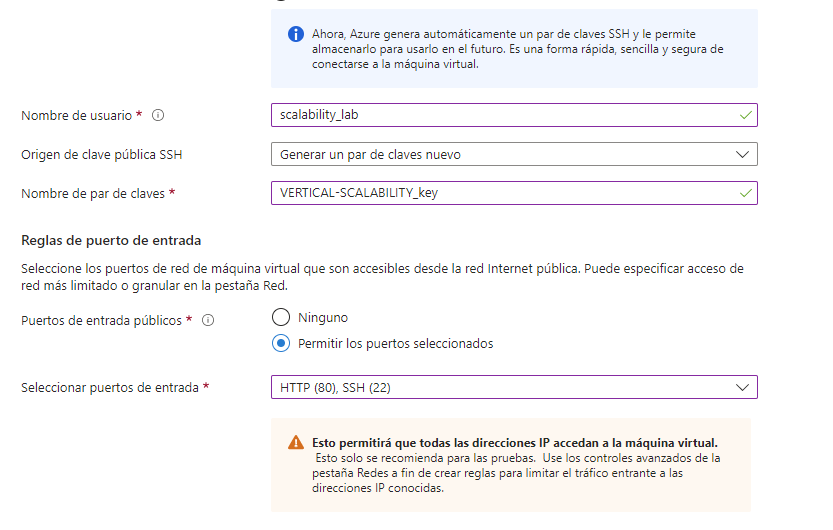 Ahora, Azure genera automáticamente un par de claves SSH y le permite
almacenarlo para usarlo en el futuro. Es una forma rápida, sencilla y segura de
conectarse a la máquina virtual.
Nombre de usuario *
scalability_lab
Origen de clave pública SSH
Generar un par de claves nuevo
Nombre de par de claves *
VERTICAL-SCALABILITY_key
Reglas de puerto de entrada
Seleccione los puertos de red de máquina virtual que son accesibles desde la red Internet pública. Puede especificar acceso de
red más limitado o granular en la pestaña Red.
Puertos de entrada públicos *
Ninguno
Permitir los puertos seleccionados
Seleccionar puertos de entrada *
HTTP (80), SSH (22)
Esto permitirá que todas las direcciones IP accedan a la máquina virtual.
Esto solo se recomienda para las pruebas. Use los controles avanzados de la
pestaña Redes a fin de crear reglas para limitar el tráfico entrante a las
direcciones IP conocidas.